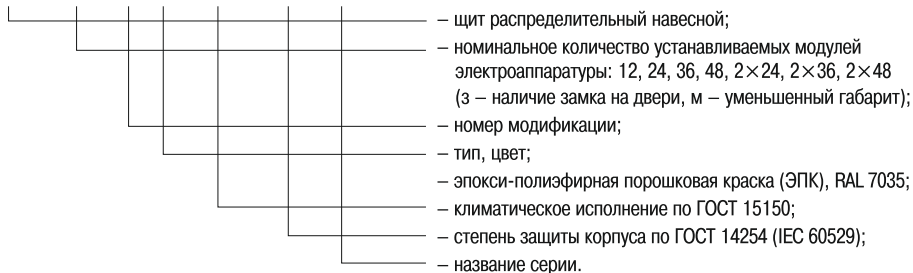 – щит распределительный навесной;
– номинальное количество устанавливаемых модулей
электроаппаратуры: 12, 24, 36, 48, 2×24, 2×36, 2×48
(з – наличие замка на двери, м – уменьшенный габарит);
– номер модификации;
– тип, цвет;
– эпокси-полиэфирная порошковая краска (ЭПК), RAL 7035;
– климатическое исполнение по ГОСТ 15150;
– степень защиты корпуса по ГОСТ 14254 (IEC 60529);
– название серии.